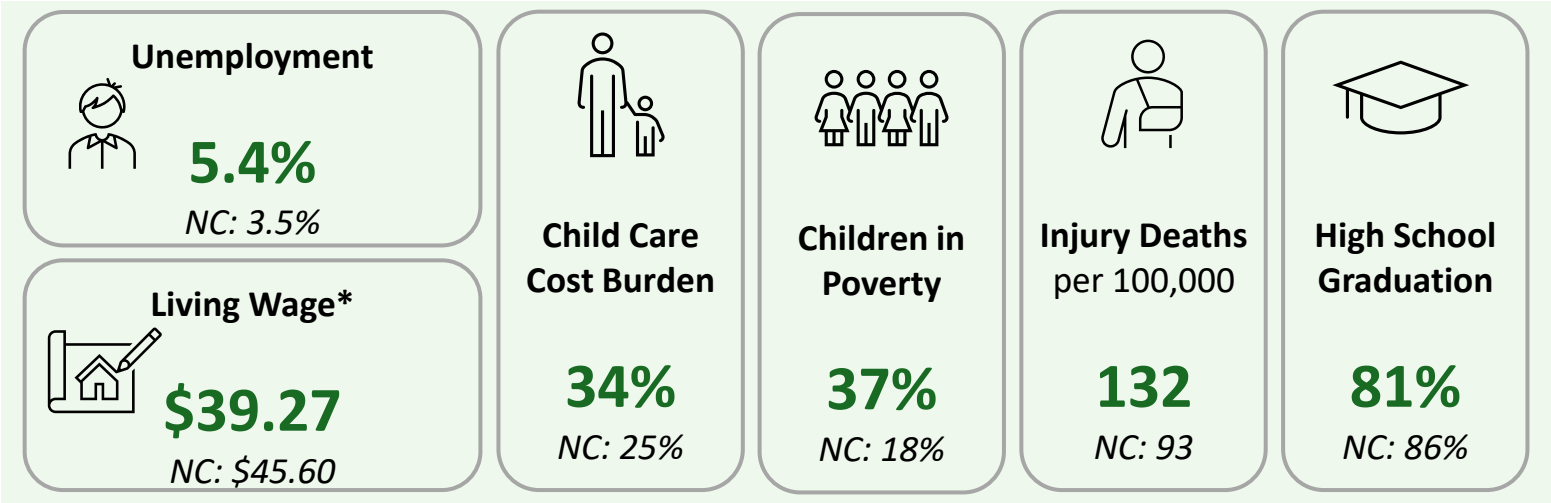 Unemployment
5.4%
NC: 3.5%
Living Wage*
$39.27
NC: $45.60
Child Care
Cost Burden
34%
NC: 25%
Children in
Poverty
37%
NC: 18%
Injury Deaths
per 100,000
132
NC: 93
High School
Graduation
81%
NC: 86%